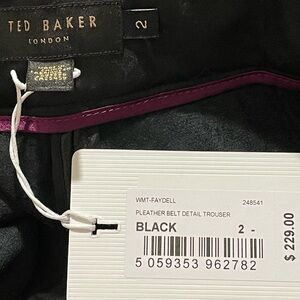 TED BAKER
LONDON
2
WMT-FAYDELL 248541
PLEATHER BELT DETAIL TROUSER
BLACK 2 -
5 059353 962782
$ 229.00